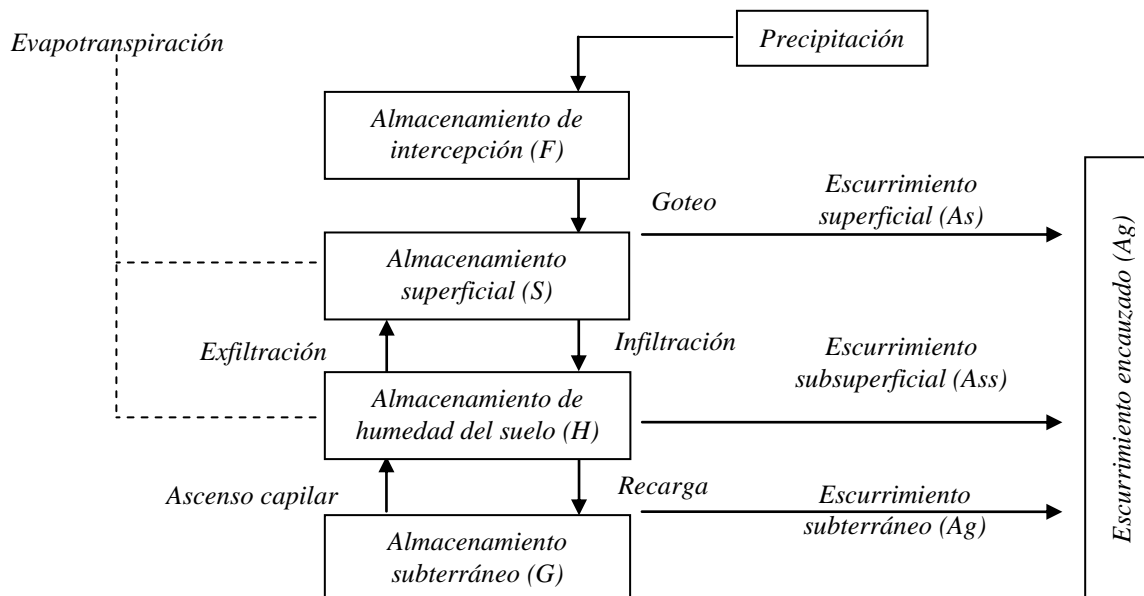 Precipitación
Evapotranspiración
Almacenamiento de
intercepción (F)
Goteo
Escurrimiento
superficial (As)
Almacenamiento
superficial (S)
Exfiltración
Infiltración
Escurrimiento
subsuperficial (Ass)
Almacenamiento de
humedad del suelo (H)
Ascenso capilar
Recarga
Escurrimiento
subterráneo (Ag)
Almacenamiento
subterráneo (G)
Escurrimiento encauzado (Ag)